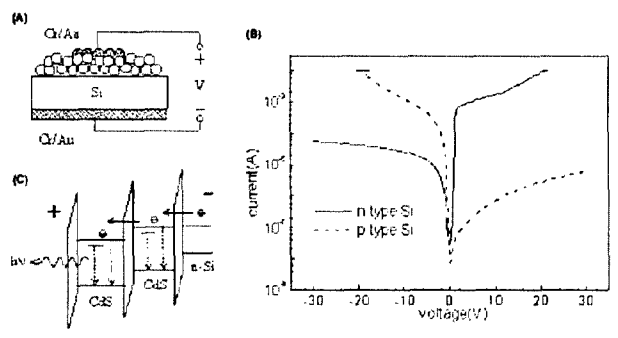 (A)
Cr/Au
+
V
Si
Cr/Au
(B)
current(A)
10⁻³
10⁻⁵
10⁻⁷
10⁻⁹
n type Si
p type Si
-30 -20 -10 0 10 20 30
voltage(V)
(C)
+
e
e
e
hν
CdS
CdS
n-Si